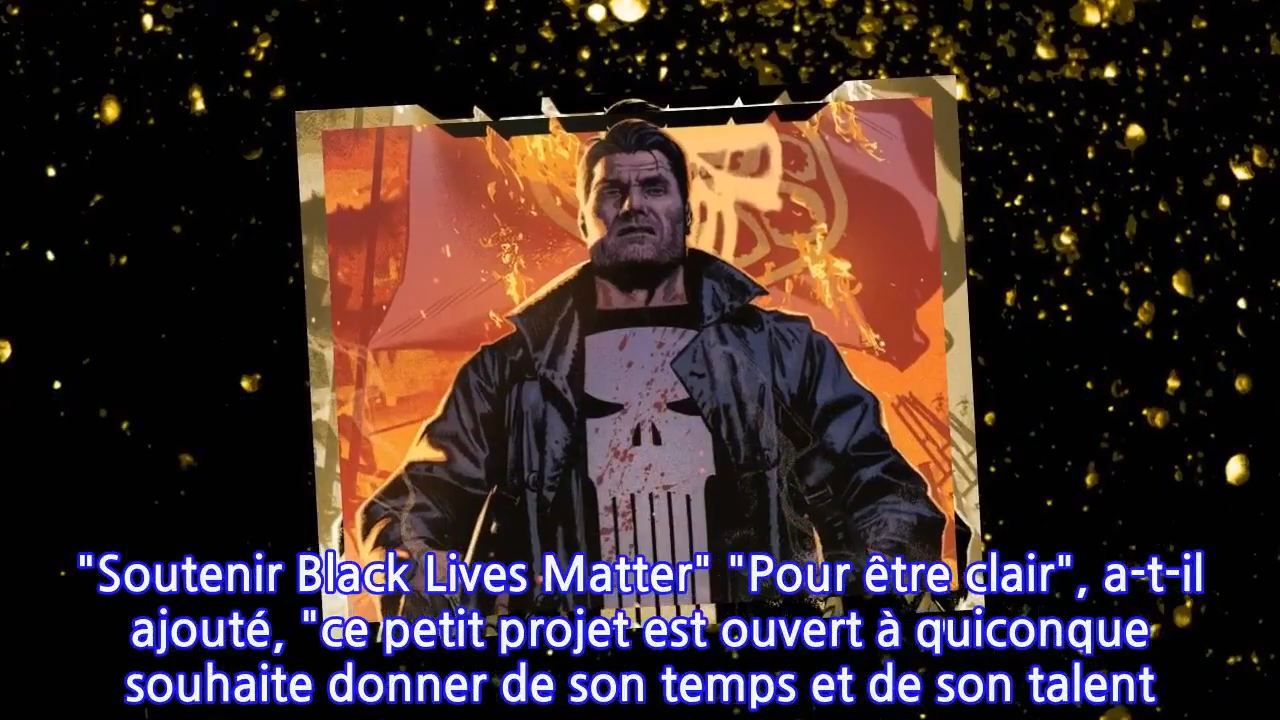 "Soutenir Black Lives Matter" "Pour être clair", a-t-il
ajouté, "ce petit projet est ouvert à quiconque
souhaite donner de son temps et de son talent